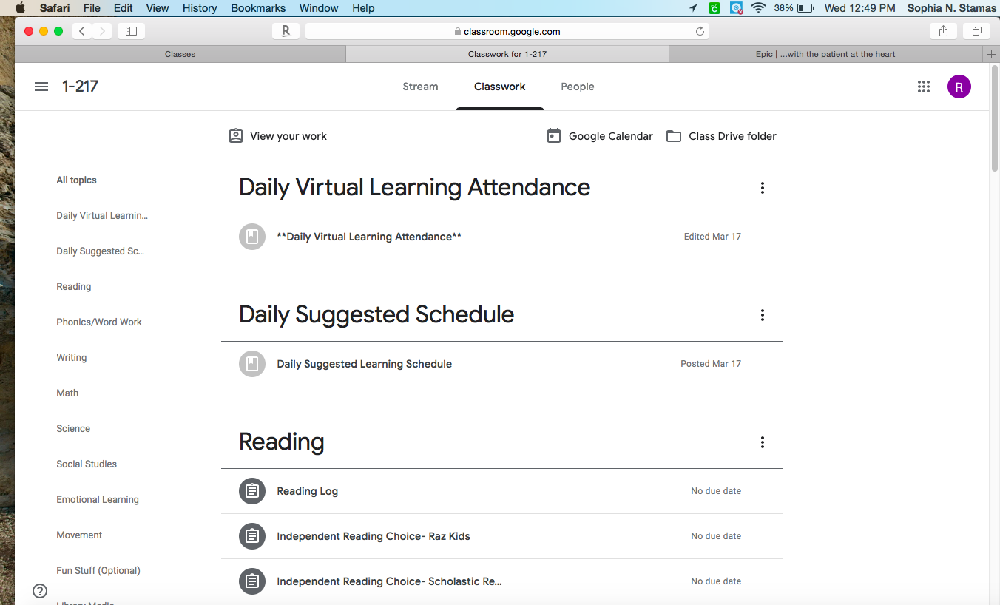 Safari File Edit View History Bookmarks Window Help 38% Wed 12:49 PM Sophia N. Stamas
R classroom.google.com
Classes Classwork for 1-217 Epic | ...with the patient at the heart
1-217 Stream Classwork People R
View your work Google Calendar Class Drive folder
All topics
Daily Virtual Learnin...
Daily Suggested Sc...
Reading
Phonics/Word Work
Writing
Math
Science
Social Studies
Emotional Learning
Movement
Fun Stuff (Optional)
Library Media
Daily Virtual Learning Attendance
**Daily Virtual Learning Attendance** Edited Mar 17
Daily Suggested Schedule
Daily Suggested Learning Schedule Posted Mar 17
Reading
Reading Log No due date
Independent Reading Choice- Raz Kids No due date
Independent Reading Choice- Scholastic Re... No due date